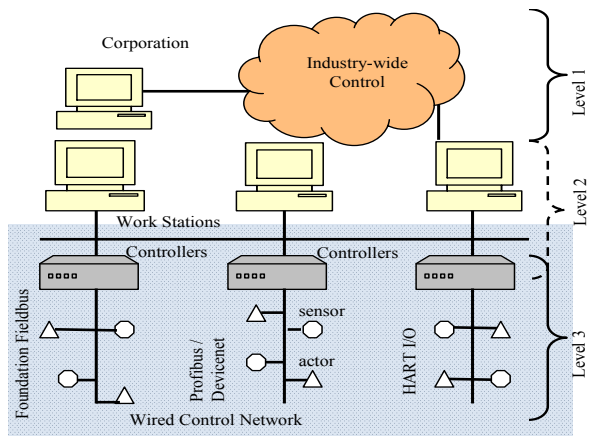 Corporation
Industry-wide
Control
Level 1
Level 2
Work Stations
Controllers
Controllers
Foundation Fieldbus
sensor
Profibus /
Devicenet
actor
HART I/O
Level 3
Wired Control Network